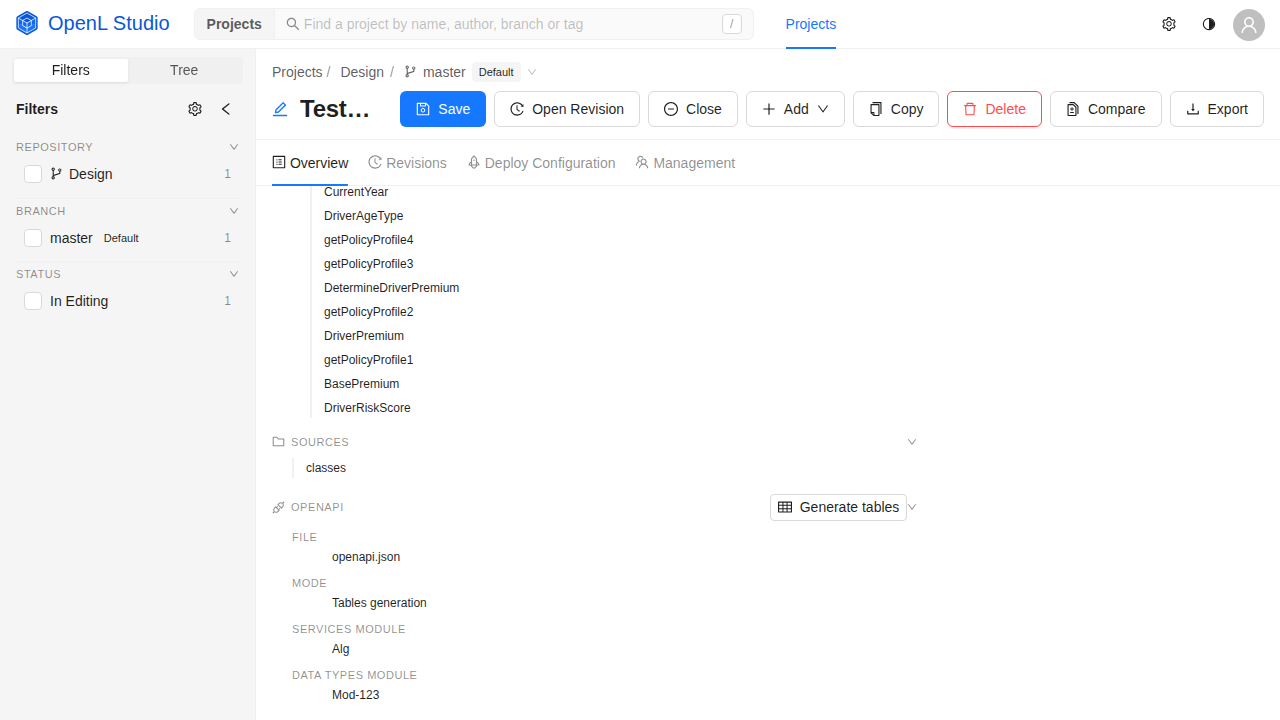 OpenL Studio
Projects
Find a project by name, author, branch or tag
/
Projects
Filters
Tree
Filters
REPOSITORY
Design
1
BRANCH
master Default
1
STATUS
In Editing
1
Projects / Design / master Default
Test...
Save
Open Revision
Close
Add
Copy
Delete
Compare
Export
Overview
Revisions
Deploy Configuration
Management
CurrentYear
DriverAgeType
getPolicyProfile4
getPolicyProfile3
DetermineDriverPremium
getPolicyProfile2
DriverPremium
getPolicyProfile1
BasePremium
DriverRiskScore
SOURCES
classes
OPENAPI
Generate tables
FILE
openapi.json
MODE
Tables generation
SERVICES MODULE
Alg
DATA TYPES MODULE
Mod-123